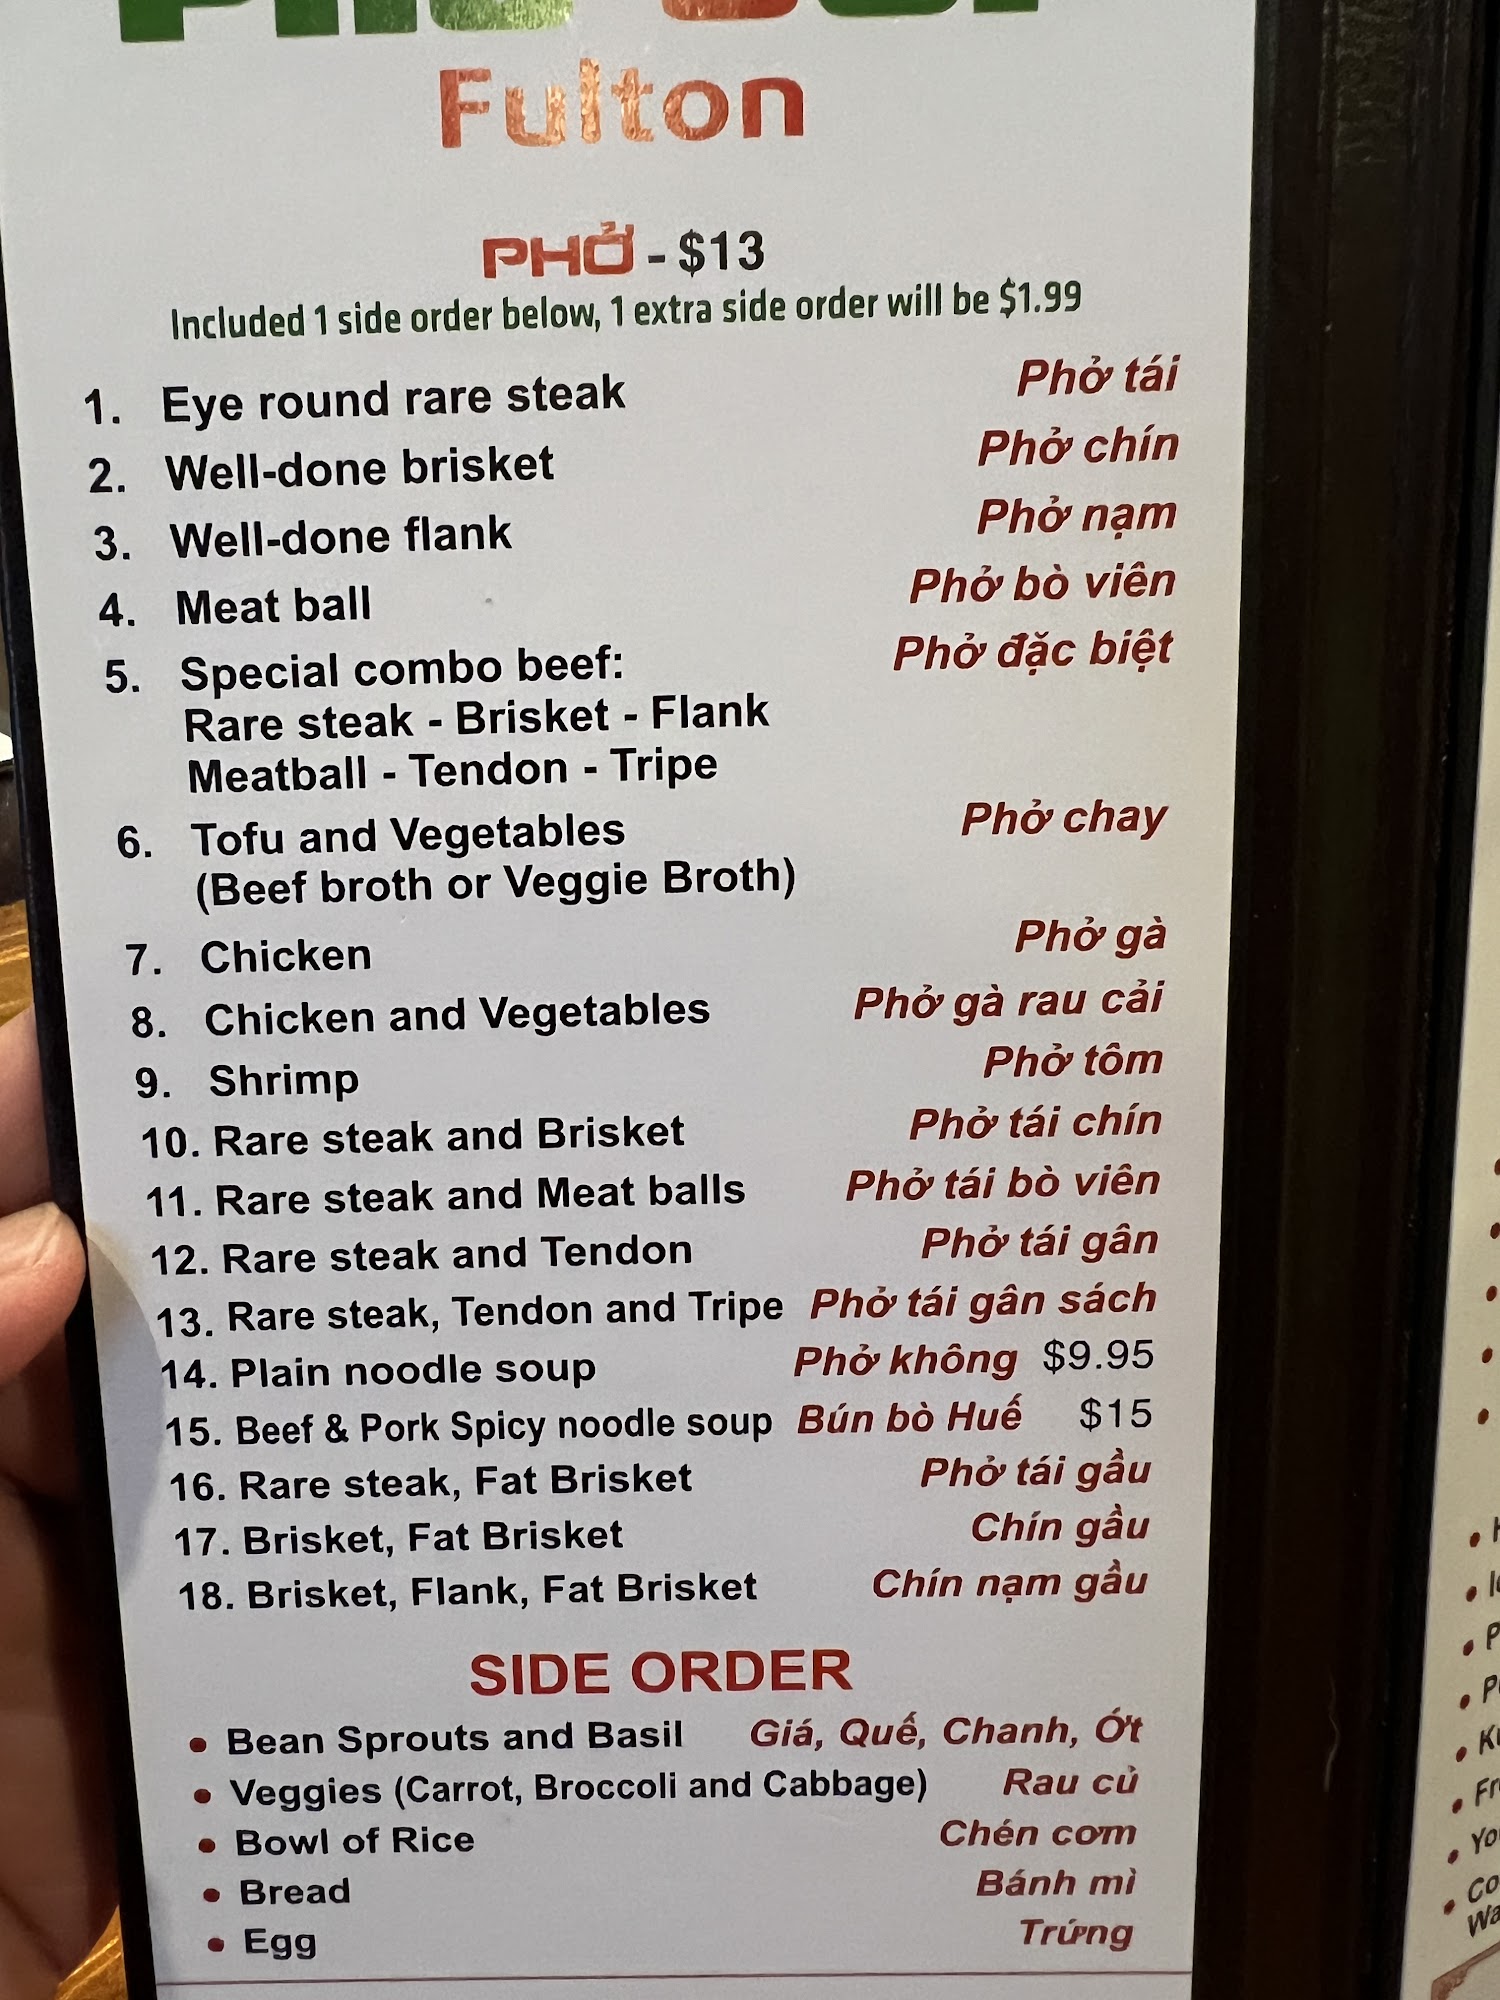 Fulton
PHỞ - $13
Included 1 side order below, 1 extra side order will be $1.99
1. Eye round rare steak Phở tái
2. Well-done brisket Phở chín
3. Well-done flank Phở nạm
4. Meat ball Phở bò viên
5. Special combo beef: Phở đặc biệt
Rare steak - Brisket - Flank
Meatball - Tendon - Tripe
6. Tofu and Vegetables Phở chay
(Beef broth or Veggie Broth)
7. Chicken Phở gà
8. Chicken and Vegetables Phở gà rau cải
9. Shrimp Phở tôm
10. Rare steak and Brisket Phở tái chín
11. Rare steak and Meat balls Phở tái bò viên
12. Rare steak and Tendon Phở tái gân
13. Rare steak, Tendon and Tripe Phở tái gân sách
14. Plain noodle soup Phở không $9.95
15. Beef & Pork Spicy noodle soup Bún bò Huế $15
16. Rare steak, Fat Brisket Phở tái gầu
17. Brisket, Fat Brisket Chín gầu
18. Brisket, Flank, Fat Brisket Chín nạm gầu
SIDE ORDER
• Bean Sprouts and Basil Giá, Quế, Chanh, Ớt
• Veggies (Carrot, Broccoli and Cabbage) Rau củ
• Bowl of Rice Chén cơm
• Bread Bánh mì
• Egg Trứng